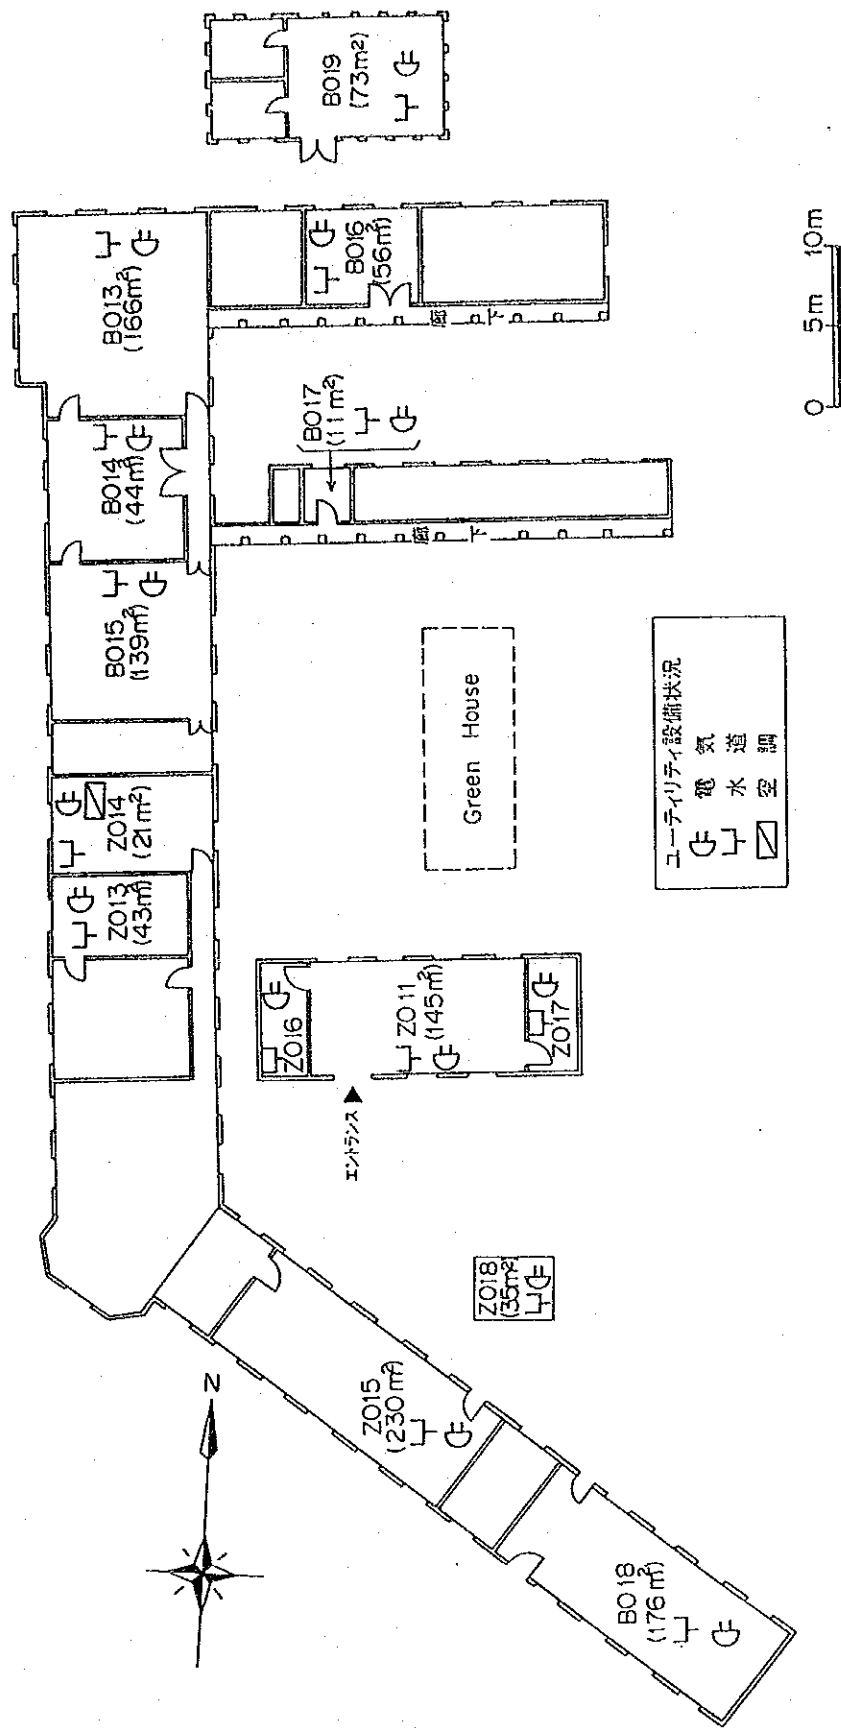 B019
(73m²)
B013
(166m²)
B016
(56m²)
廊下
B014
(44m²)
B017
(11m²)
廊下
B015
(139m²)
Z014
(21m²)
Z013
(43m²)
Green House
Z016
Z011
(145m²)
Z017
エントランス
Z018
(35m²)
Z015
(230m²)
B018
(176m²)
N
ユーティリティ設備状況
電気
水道
空調
0 5m 10m